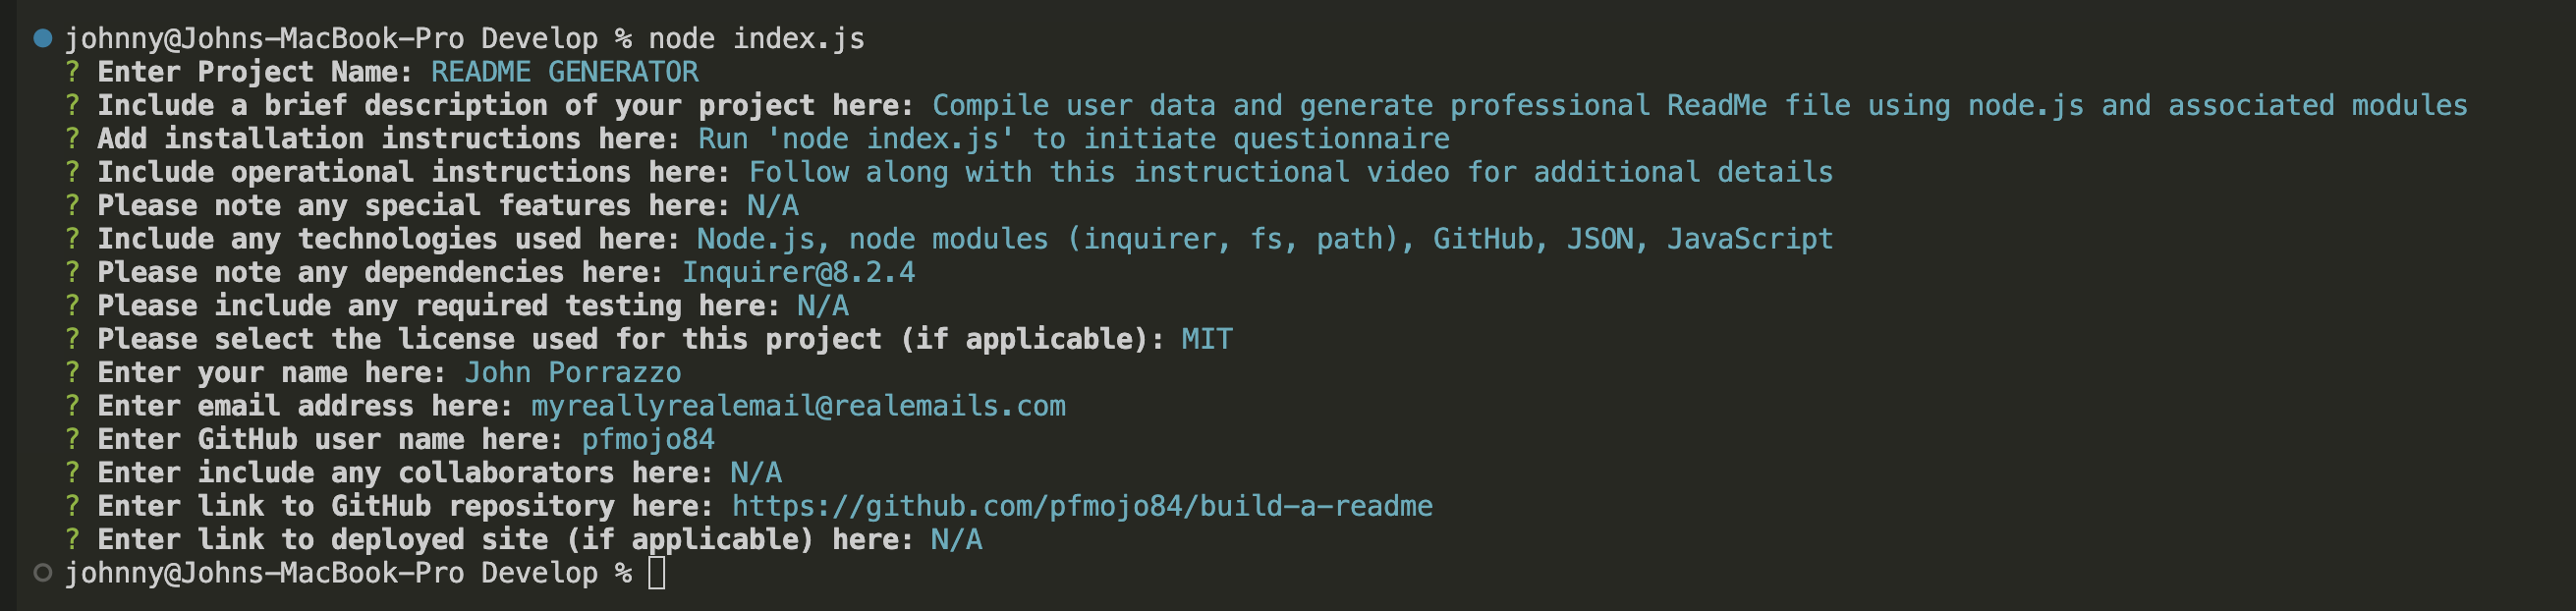 johnny@Johns-MacBook-Pro Develop % node index.js
? Enter Project Name: README GENERATOR
? Include a brief description of your project here: Compile user data and generate professional ReadMe file using node.js and associated modules
? Add installation instructions here: Run 'node index.js' to initiate questionnaire
? Include operational instructions here: Follow along with this instructional video for additional details
? Please note any special features here: N/A
? Include any technologies used here: Node.js, node modules (inquirer, fs, path), GitHub, JSON, JavaScript
? Please note any dependencies here: Inquirer@8.2.4
? Please include any required testing here: N/A
? Please select the license used for this project (if applicable): MIT
? Enter your name here: John Porrazzo
? Enter email address here: myreallyrealemail@realemails.com
? Enter GitHub user name here: pfmojo84
? Enter include any collaborators here: N/A
? Enter link to GitHub repository here: https://github.com/pfmojo84/build-a-readme
? Enter link to deployed site (if applicable) here: N/A
johnny@Johns-MacBook-Pro Develop %